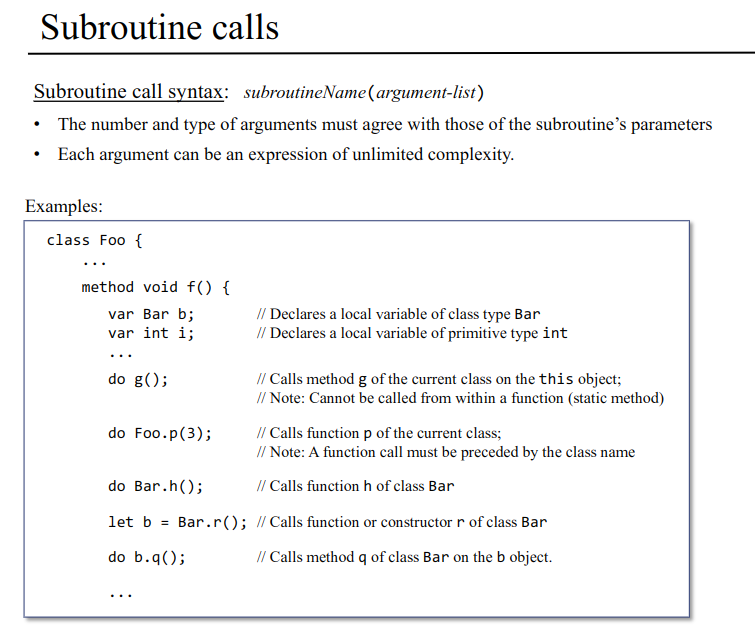 Subroutine calls
Subroutine call syntax: subroutineName(argument-list)
• The number and type of arguments must agree with those of the subroutine’s parameters
• Each argument can be an expression of unlimited complexity.
Examples:
class Foo {
...
method void f() {
var Bar b; // Declares a local variable of class type Bar
var int i; // Declares a local variable of primitive type int
...
do g(); // Calls method g of the current class on the this object;
// Note: Cannot be called from within a function (static method)
do Foo.p(3); // Calls function p of the current class;
// Note: A function call must be preceded by the class name
do Bar.h(); // Calls function h of class Bar
let b = Bar.r(); // Calls function or constructor r of class Bar
do b.q(); // Calls method q of class Bar on the b object.
...